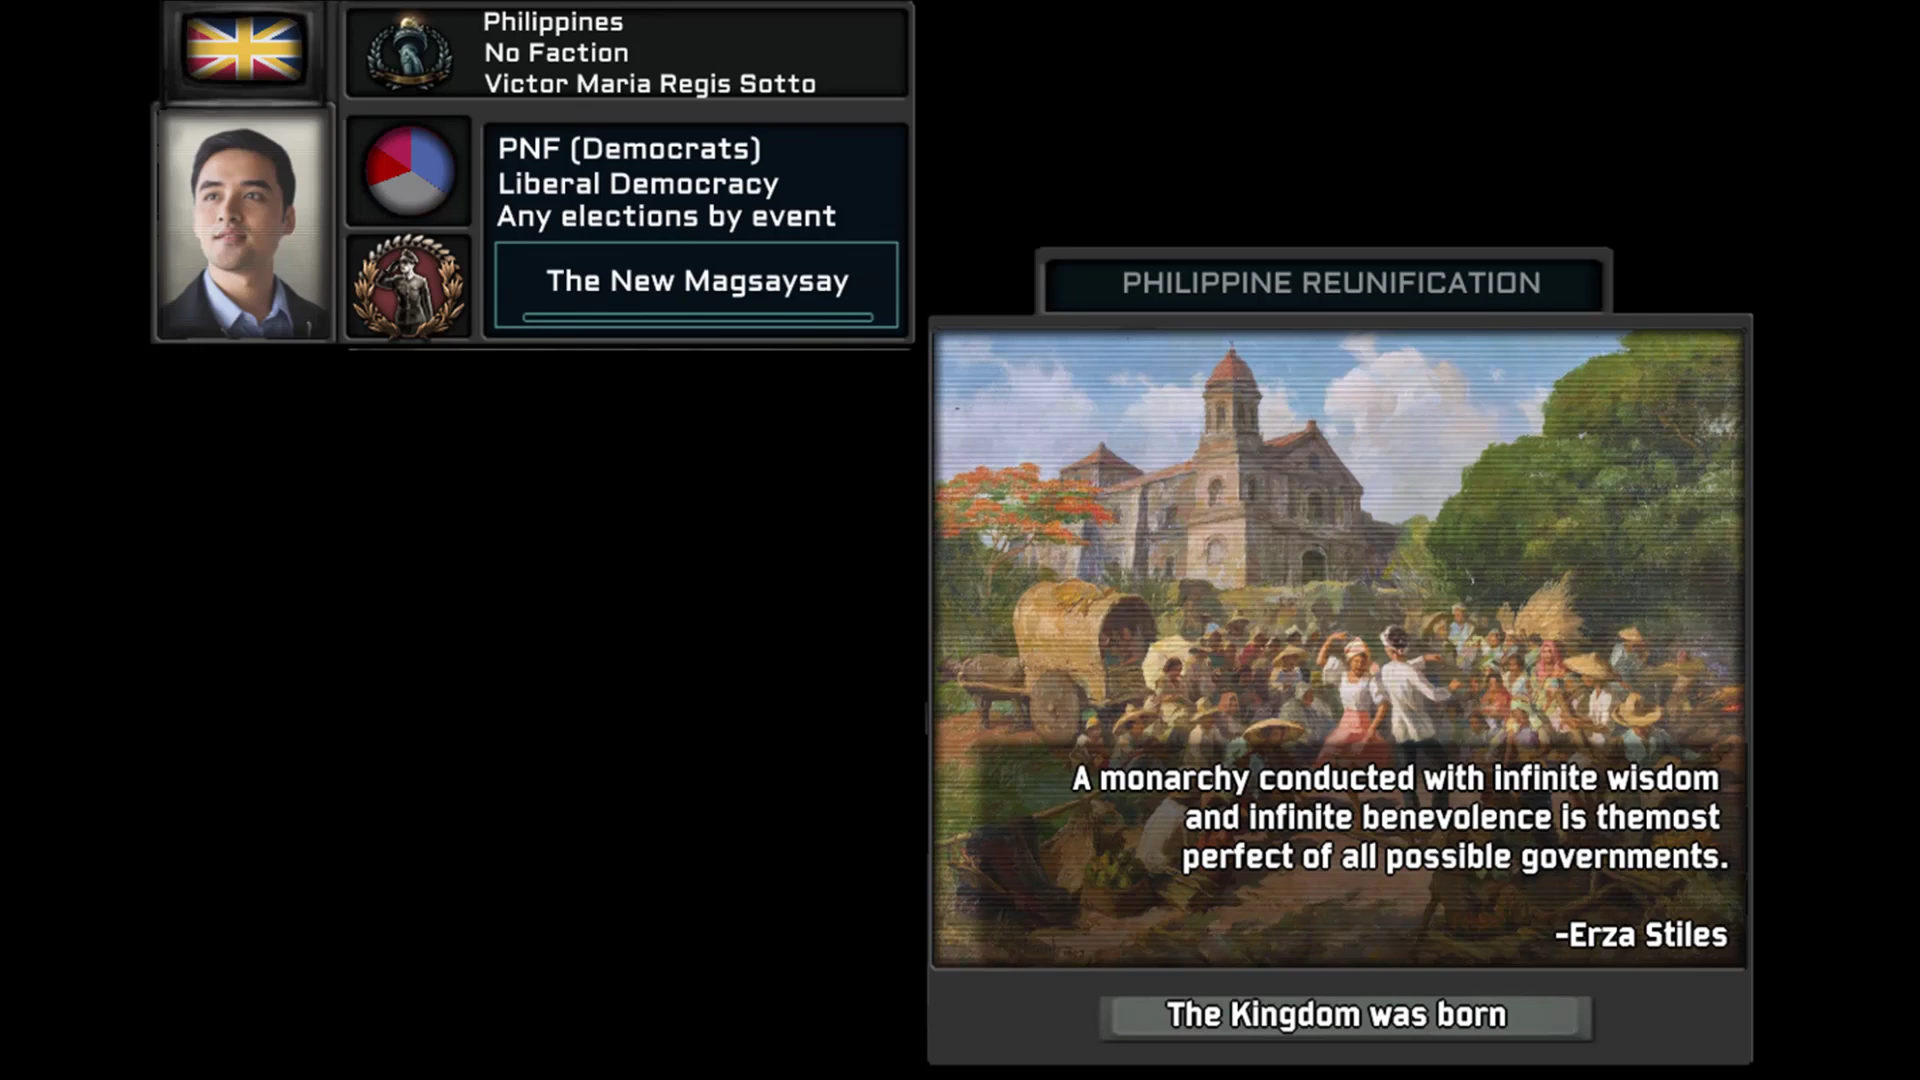 Philippines
No Faction
Victor Maria Regis Sotto
PNF (Democrats)
Liberal Democracy
Any elections by event
The New Magsaysay
PHILIPPINE REUNIFICATION
A monarchy conducted with infinite wisdom
and infinite benevolence is themost
perfect of all possible governments.
-Erza Stiles
The Kingdom was born